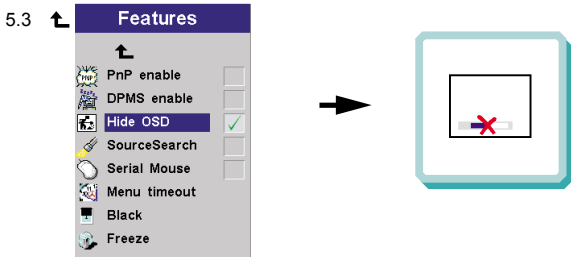 5.3
Features
PnP enable
DPMS enable
Hide OSD
SourceSearch
Serial Mouse
Menu timeout
Black
Freeze